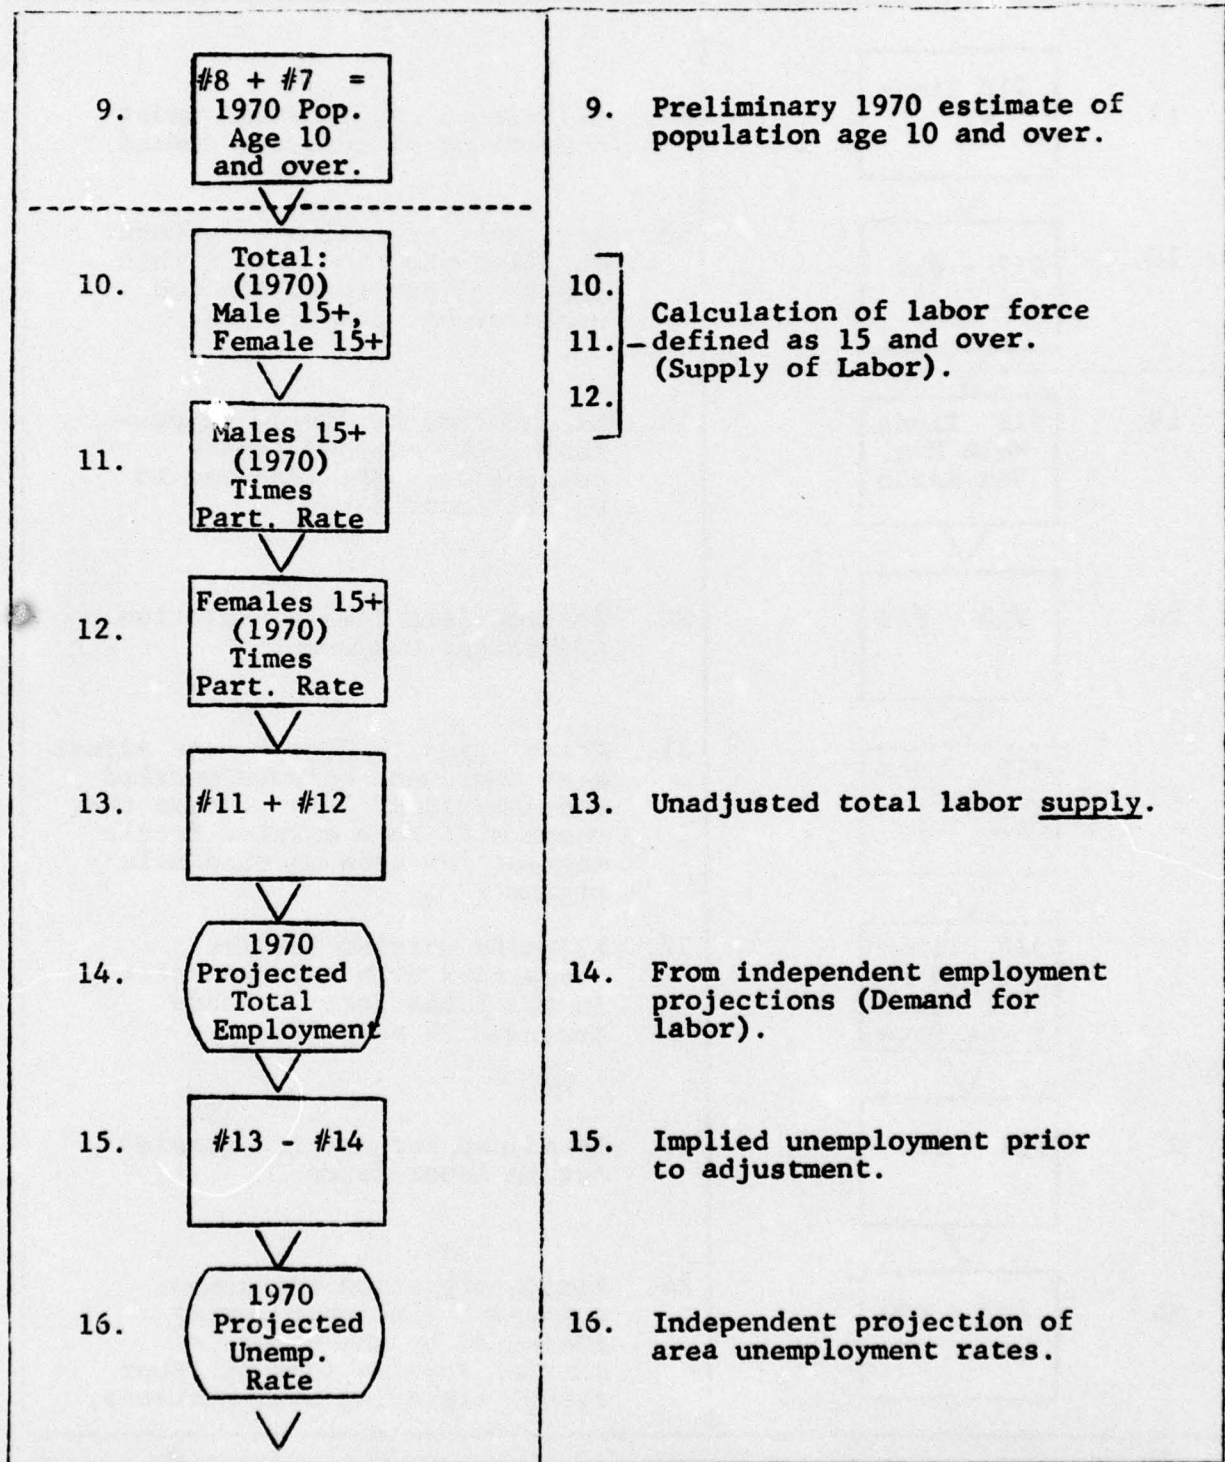 #8 + #7 =
9. 1970 Pop.
Age 10
and over.
9. Preliminary 1970 estimate of
population age 10 and over.
Total:
10. (1970)
Male 15+,
Female 15+
10.
11.
12.
Calculation of labor force
defined as 15 and over.
(Supply of Labor).
Males 15+
11. (1970)
Times
Part. Rate
Females 15+
12. (1970)
Times
Part. Rate
13. #11 + #12
13. Unadjusted total labor supply.
1970
14. Projected
Total
Employment
14. From independent employment
projections (Demand for
labor).
15. #13 - #14
15. Implied unemployment prior
to adjustment.
1970
16. Projected
Unemp.
Rate
16. Independent projection of
area unemployment rates.